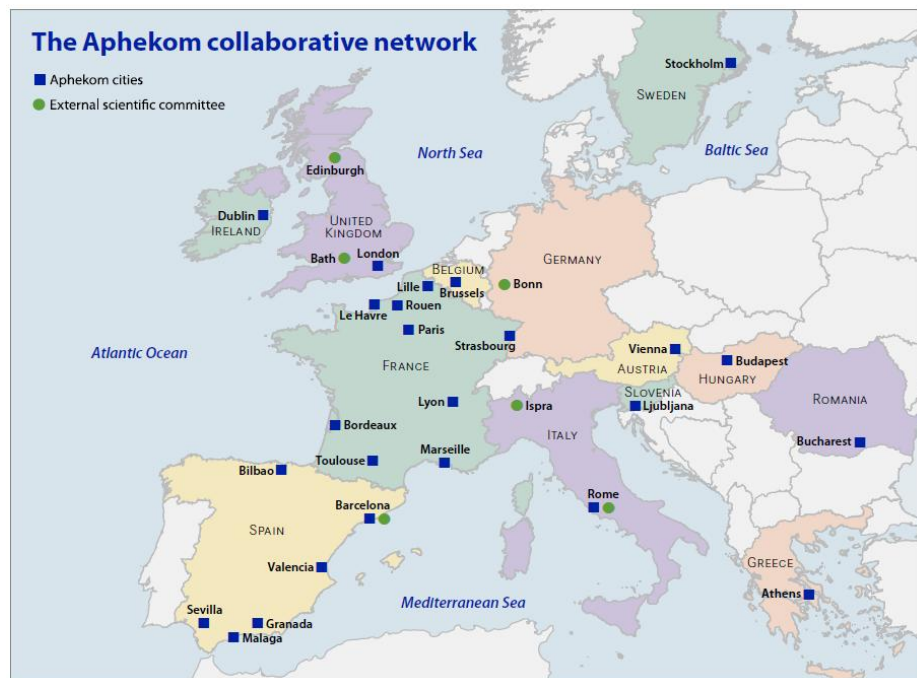 The Aphekom collaborative network
Aphekom cities
External scientific committee
Stockholm
SWEDEN
North Sea
Baltic Sea
Edinburgh
Dublin
IRELAND
UNITED
KINGDOM
Bath
London
BELGIUM
Brussels
GERMANY
Lille
Bonn
Le Havre
Rouen
Paris
Strasbourg
Atlantic Ocean
FRANCE
Vienna
AUSTRIA
Budapest
HUNGARY
SLOVENIA
Ljubljana
ROMANIA
Lyon
Ispra
ITALY
Bordeaux
Bucharest
Toulouse
Marseille
Bilbao
Barcelona
Rome
SPAIN
Valencia
GREECE
Athens
Mediterranean Sea
Sevilla
Granada
Malaga